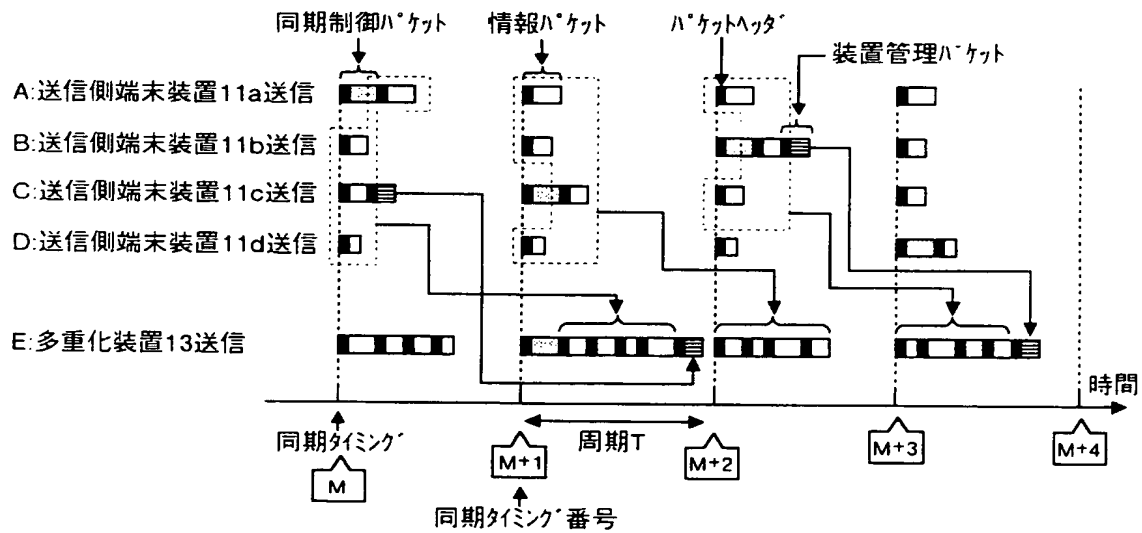 同期制御ﾊﾟｹｯﾄ
情報ﾊﾟｹｯﾄ
ﾊﾟｹｯﾄﾍｯﾀﾞ
装置管理ﾊﾟｹｯﾄ
A:送信側端末装置11a送信
B:送信側端末装置11b送信
C:送信側端末装置11c送信
D:送信側端末装置11d送信
E:多重化装置13送信
時間
同期ﾀｲﾐﾝｸﾞ
周期T
M
M+1
M+2
M+3
M+4
同期ﾀｲﾐﾝｸﾞ番号